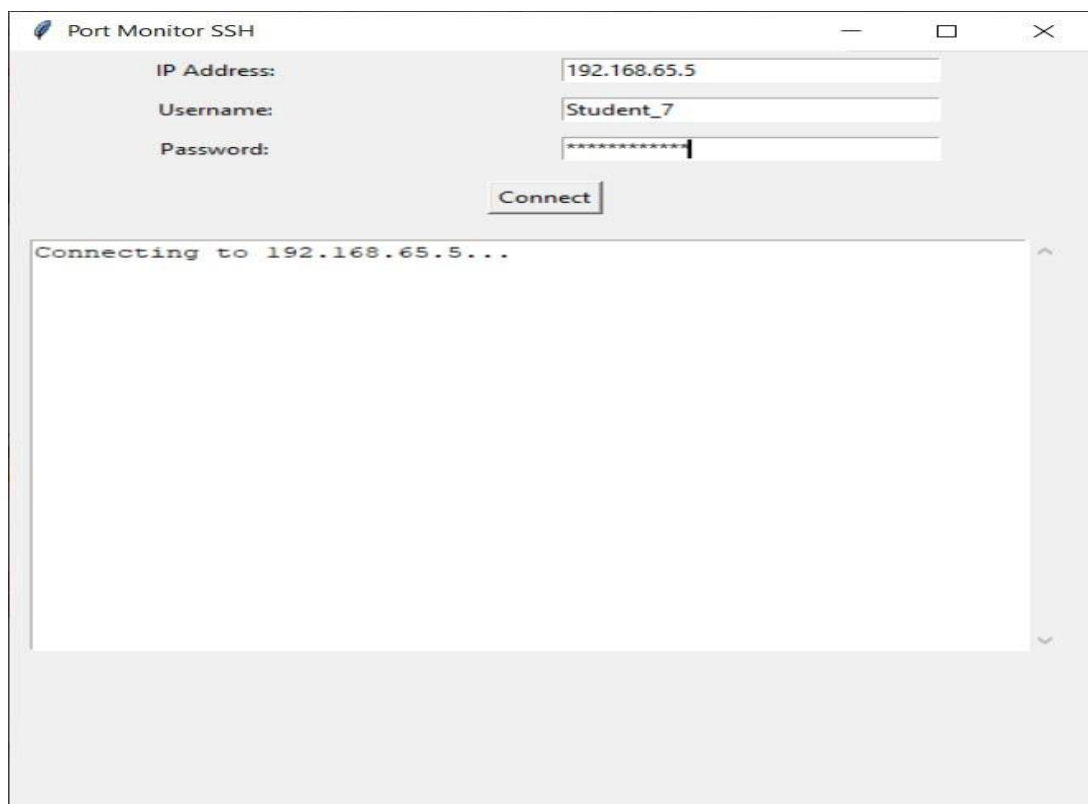 Port Monitor SSH
IP Address: 192.168.65.5
Username: Student_7
Password: ************
Connect
Connecting to 192.168.65.5...